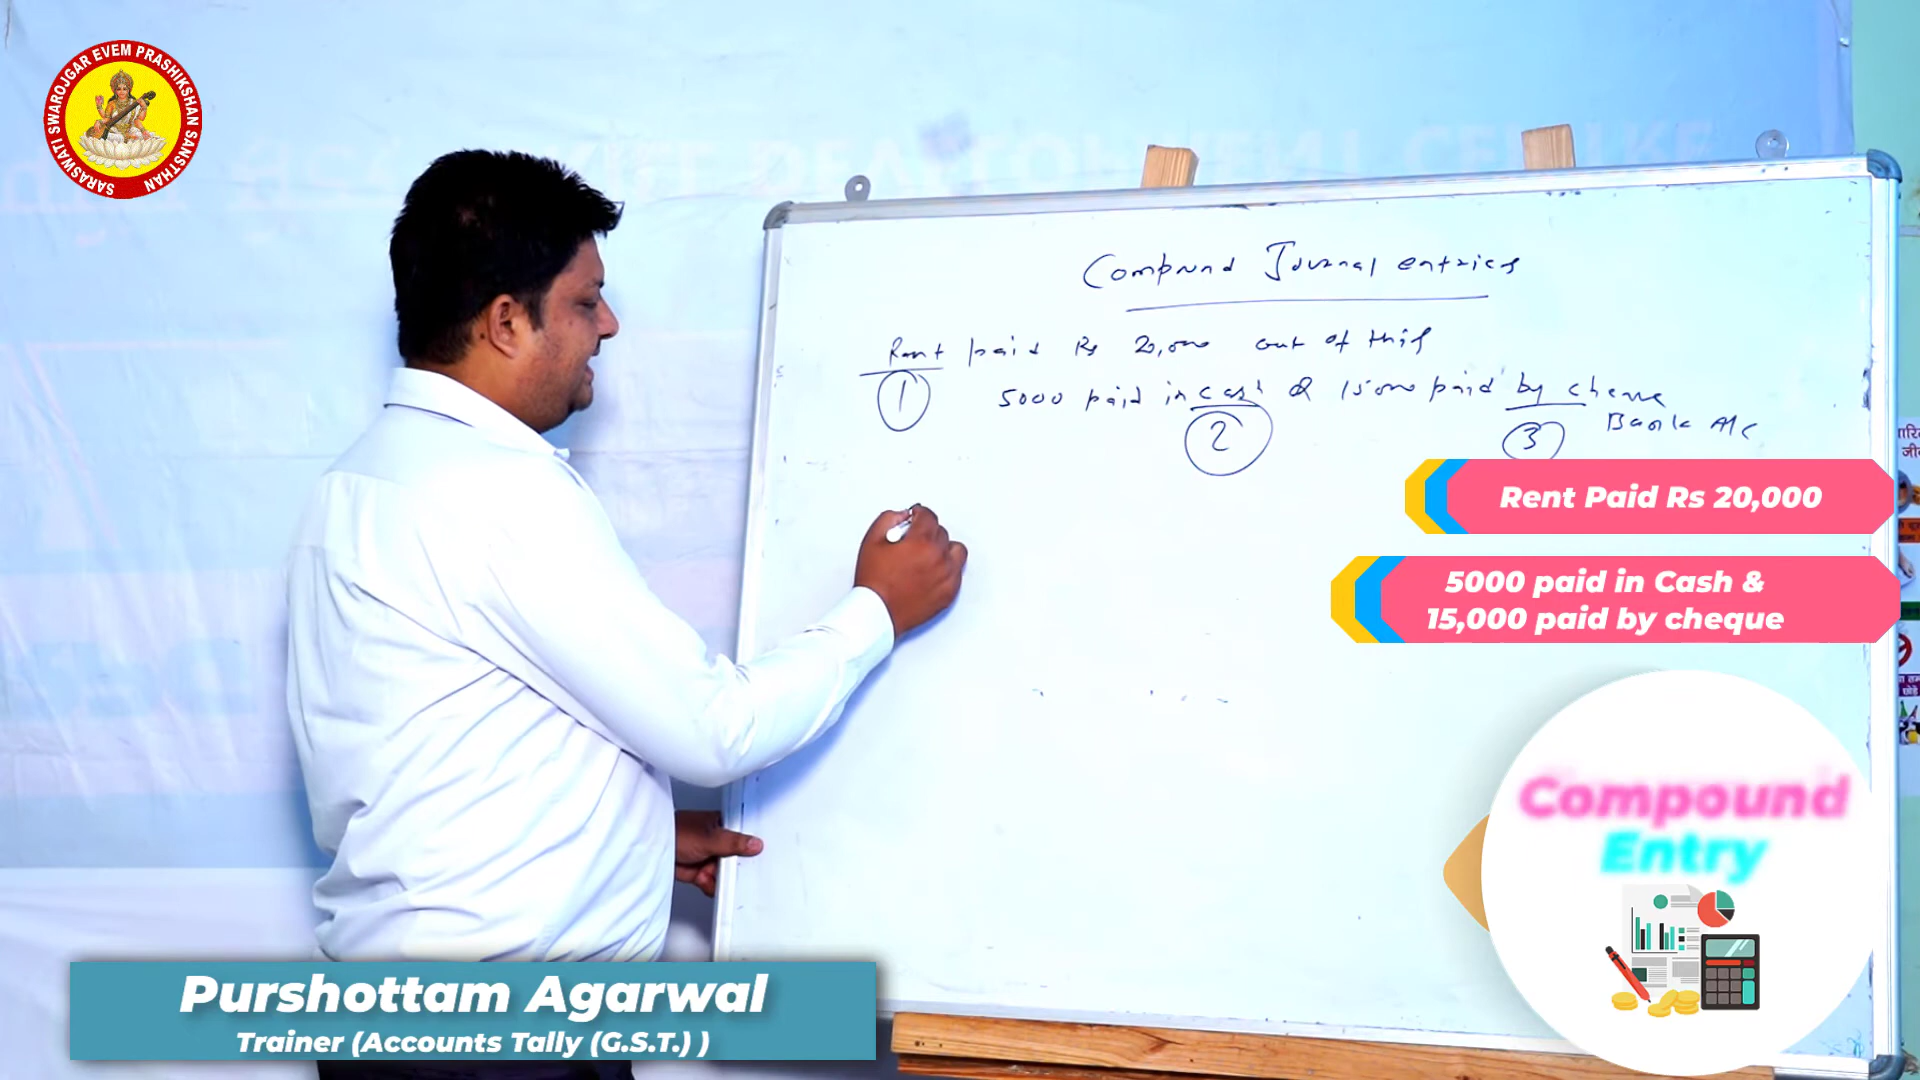 SARASWATI SWAROJGAR EVEM PRASHIKSHAN SANSTHAN
Compound Journal entries
Rent paid Rs 20,000 out of this
5000 paid in cash & 15000 paid by cheque
Bank A/c
1
2
3
Rent Paid Rs 20,000
5000 paid in Cash &
15,000 paid by cheque
Compound
Entry
Purshottam Agarwal
Trainer (Accounts Tally (G.S.T.) )